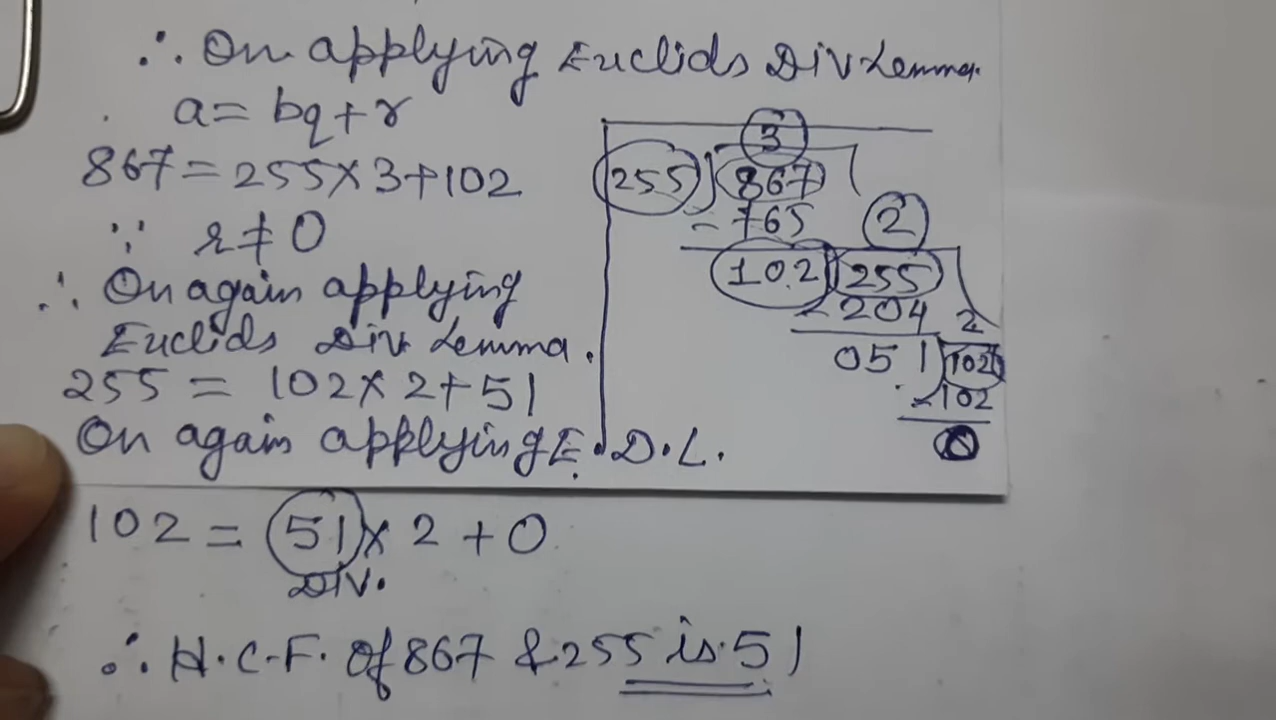 ∴ On applying Euclids Div Lemma.
a = bq + r
867 = 255 × 3 + 102
∵ r ≠ 0
∴ On again applying
Euclids Div Lemma.
255 = 102 × 2 + 51
On again applying E.D.L.
3
255 ) 867
- 765
2
102 ) 255
- 204
2
051 ) 102
- 102
0
102 = 51 × 2 + 0
Div.
∴ H.C.F. Of 867 & 255 is 51